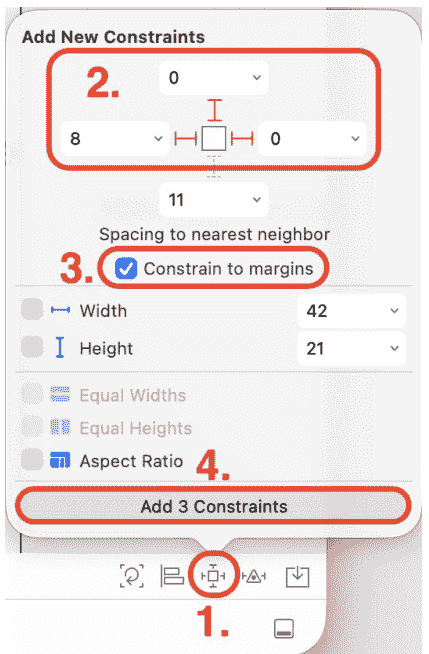 Add New Constraints
2.
0
8
0
11
Spacing to nearest neighbor
3.
Constrain to margins
Width
42
Height
21
Equal Widths
Equal Heights
Aspect Ratio
4.
Add 3 Constraints
1.